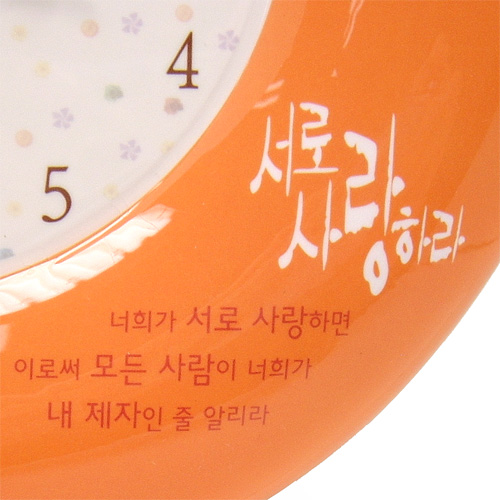 4
5
서로
사랑하라
너희가 서로 사랑하면
이로써 모든 사람이 너희가
내 제자인 줄 알리라